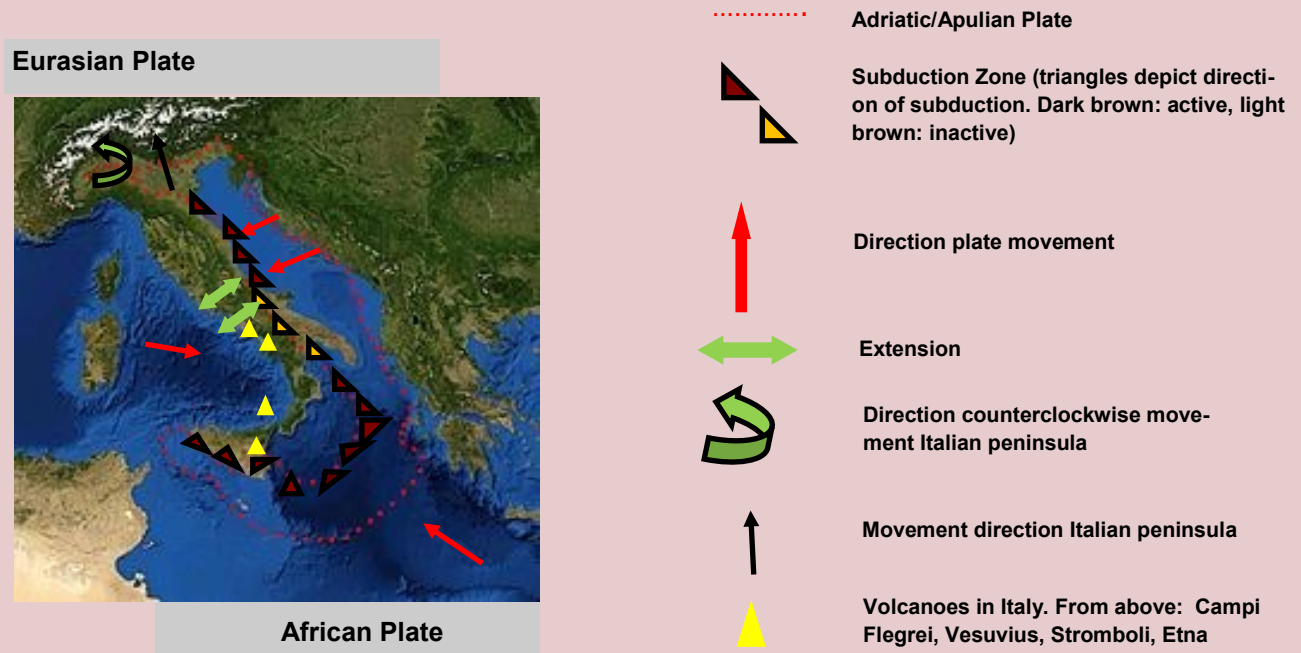 Eurasian Plate
African Plate
Adriatic/Apulian Plate
Subduction Zone (triangles depict directi-
on of subduction. Dark brown: active, light
brown: inactive)
Direction plate movement
Extension
Direction counterclockwise move-
ment Italian peninsula
Movement direction Italian peninsula
Volcanoes in Italy. From above: Campi
Flegrei, Vesuvius, Stromboli, Etna